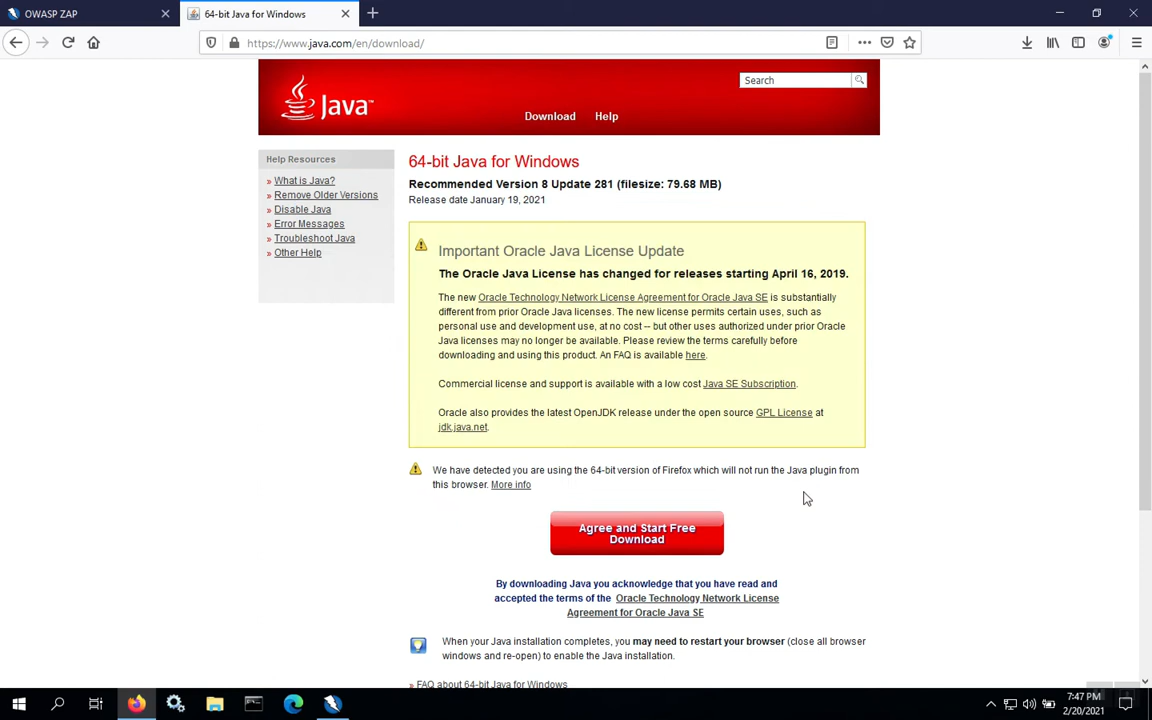 OWASP ZAP
64-bit Java for Windows
https://www.java.com/en/download/
Java™
Search
Download Help
Help Resources
» What is Java?
» Remove Older Versions
» Disable Java
» Error Messages
» Troubleshoot Java
» Other Help
64-bit Java for Windows
Recommended Version 8 Update 281 (filesize: 79.68 MB)
Release date January 19, 2021
Important Oracle Java License Update
The Oracle Java License has changed for releases starting April 16, 2019.
The new Oracle Technology Network License Agreement for Oracle Java SE is substantially
different from prior Oracle Java licenses. The new license permits certain uses, such as
personal use and development use, at no cost -- but other uses authorized under prior Oracle
Java licenses may no longer be available. Please review the terms carefully before
downloading and using this product. An FAQ is available here.
Commercial license and support is available with a low cost Java SE Subscription.
Oracle also provides the latest OpenJDK release under the open source GPL License at
jdk.java.net.
We have detected you are using the 64-bit version of Firefox which will not run the Java plugin from
this browser. More info
Agree and Start Free
Download
By downloading Java you acknowledge that you have read and
accepted the terms of the Oracle Technology Network License
Agreement for Oracle Java SE
When your Java installation completes, you may need to restart your browser (close all browser
windows and re-open) to enable the Java installation.
» FAQ about 64-bit Java for Windows
7:47 PM
2/20/2021